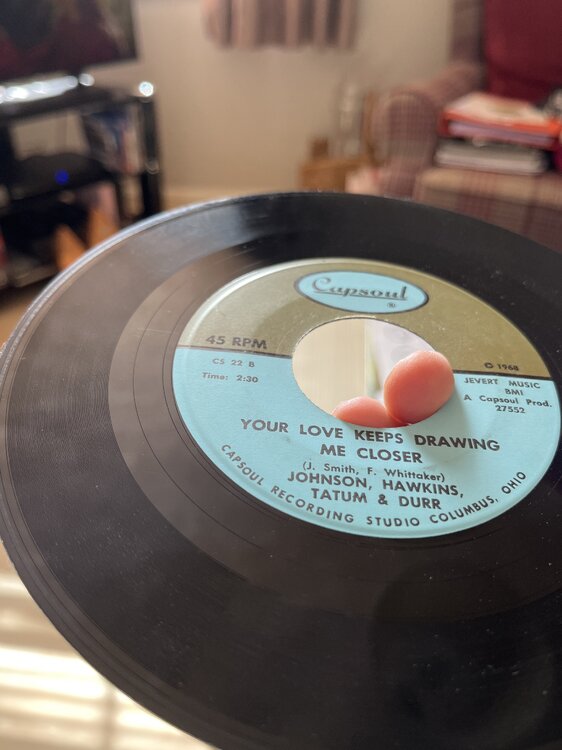 Capsoul
®
45 RPM
CS 22 B
Time: 2:30
© 1968
JEVERT MUSIC
BMI
A Capsoul Prod.
27552
YOUR LOVE KEEPS DRAWING
ME CLOSER
(J. Smith, F. Whittaker)
JOHNSON, HAWKINS,
TATUM & DURR
CAPSOUL RECORDING STUDIO COLUMBUS, OHIO